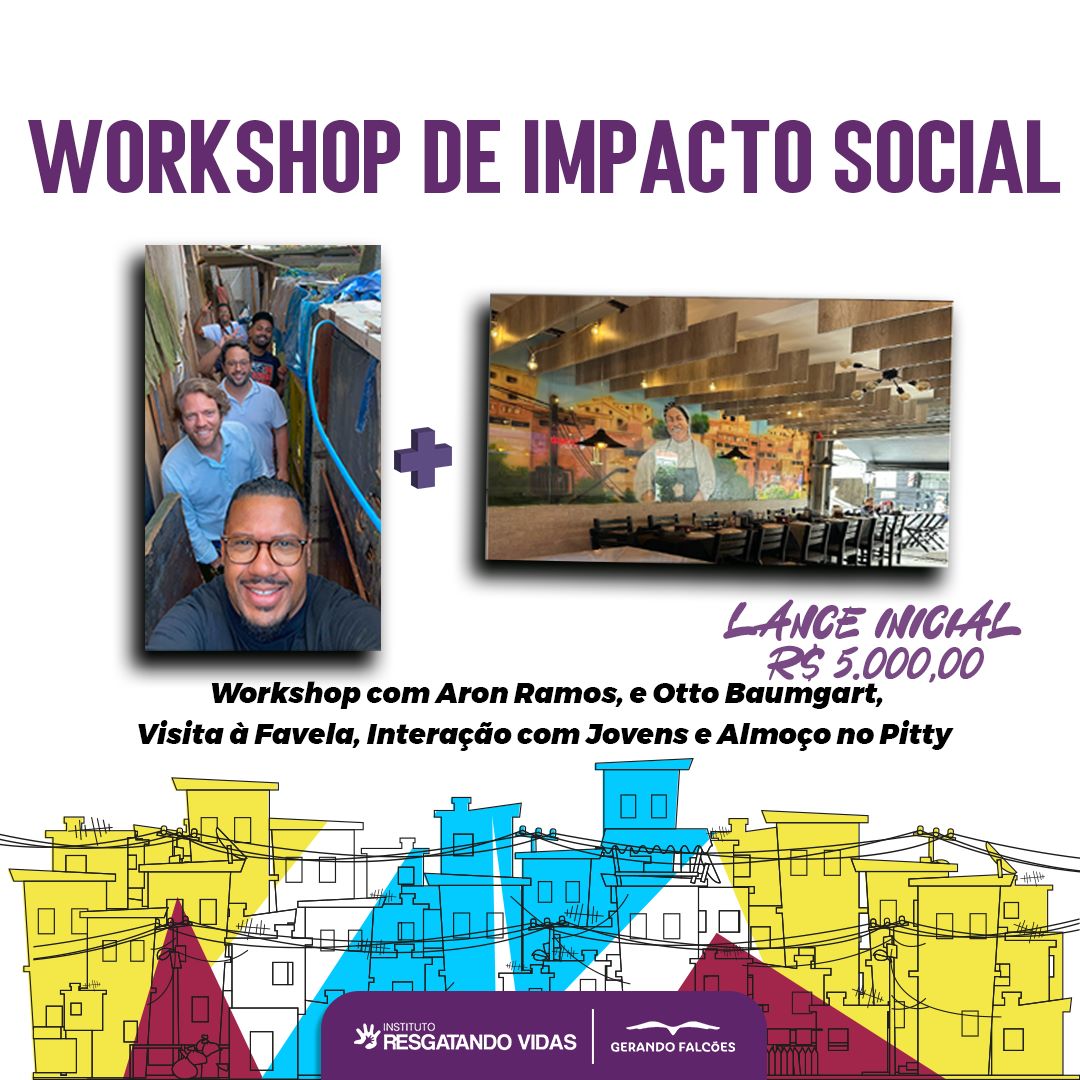 WORKSHOP DE IMPACTO SOCIAL
LANCE INICIAL
R$ 5.000,00
Workshop com Aron Ramos, e Otto Baumgart,
Visita à Favela, Interação com Jovens e Almoço no Pitty
INSTITUTO
RESGATANDO VIDAS
GERANDO FALCÕES